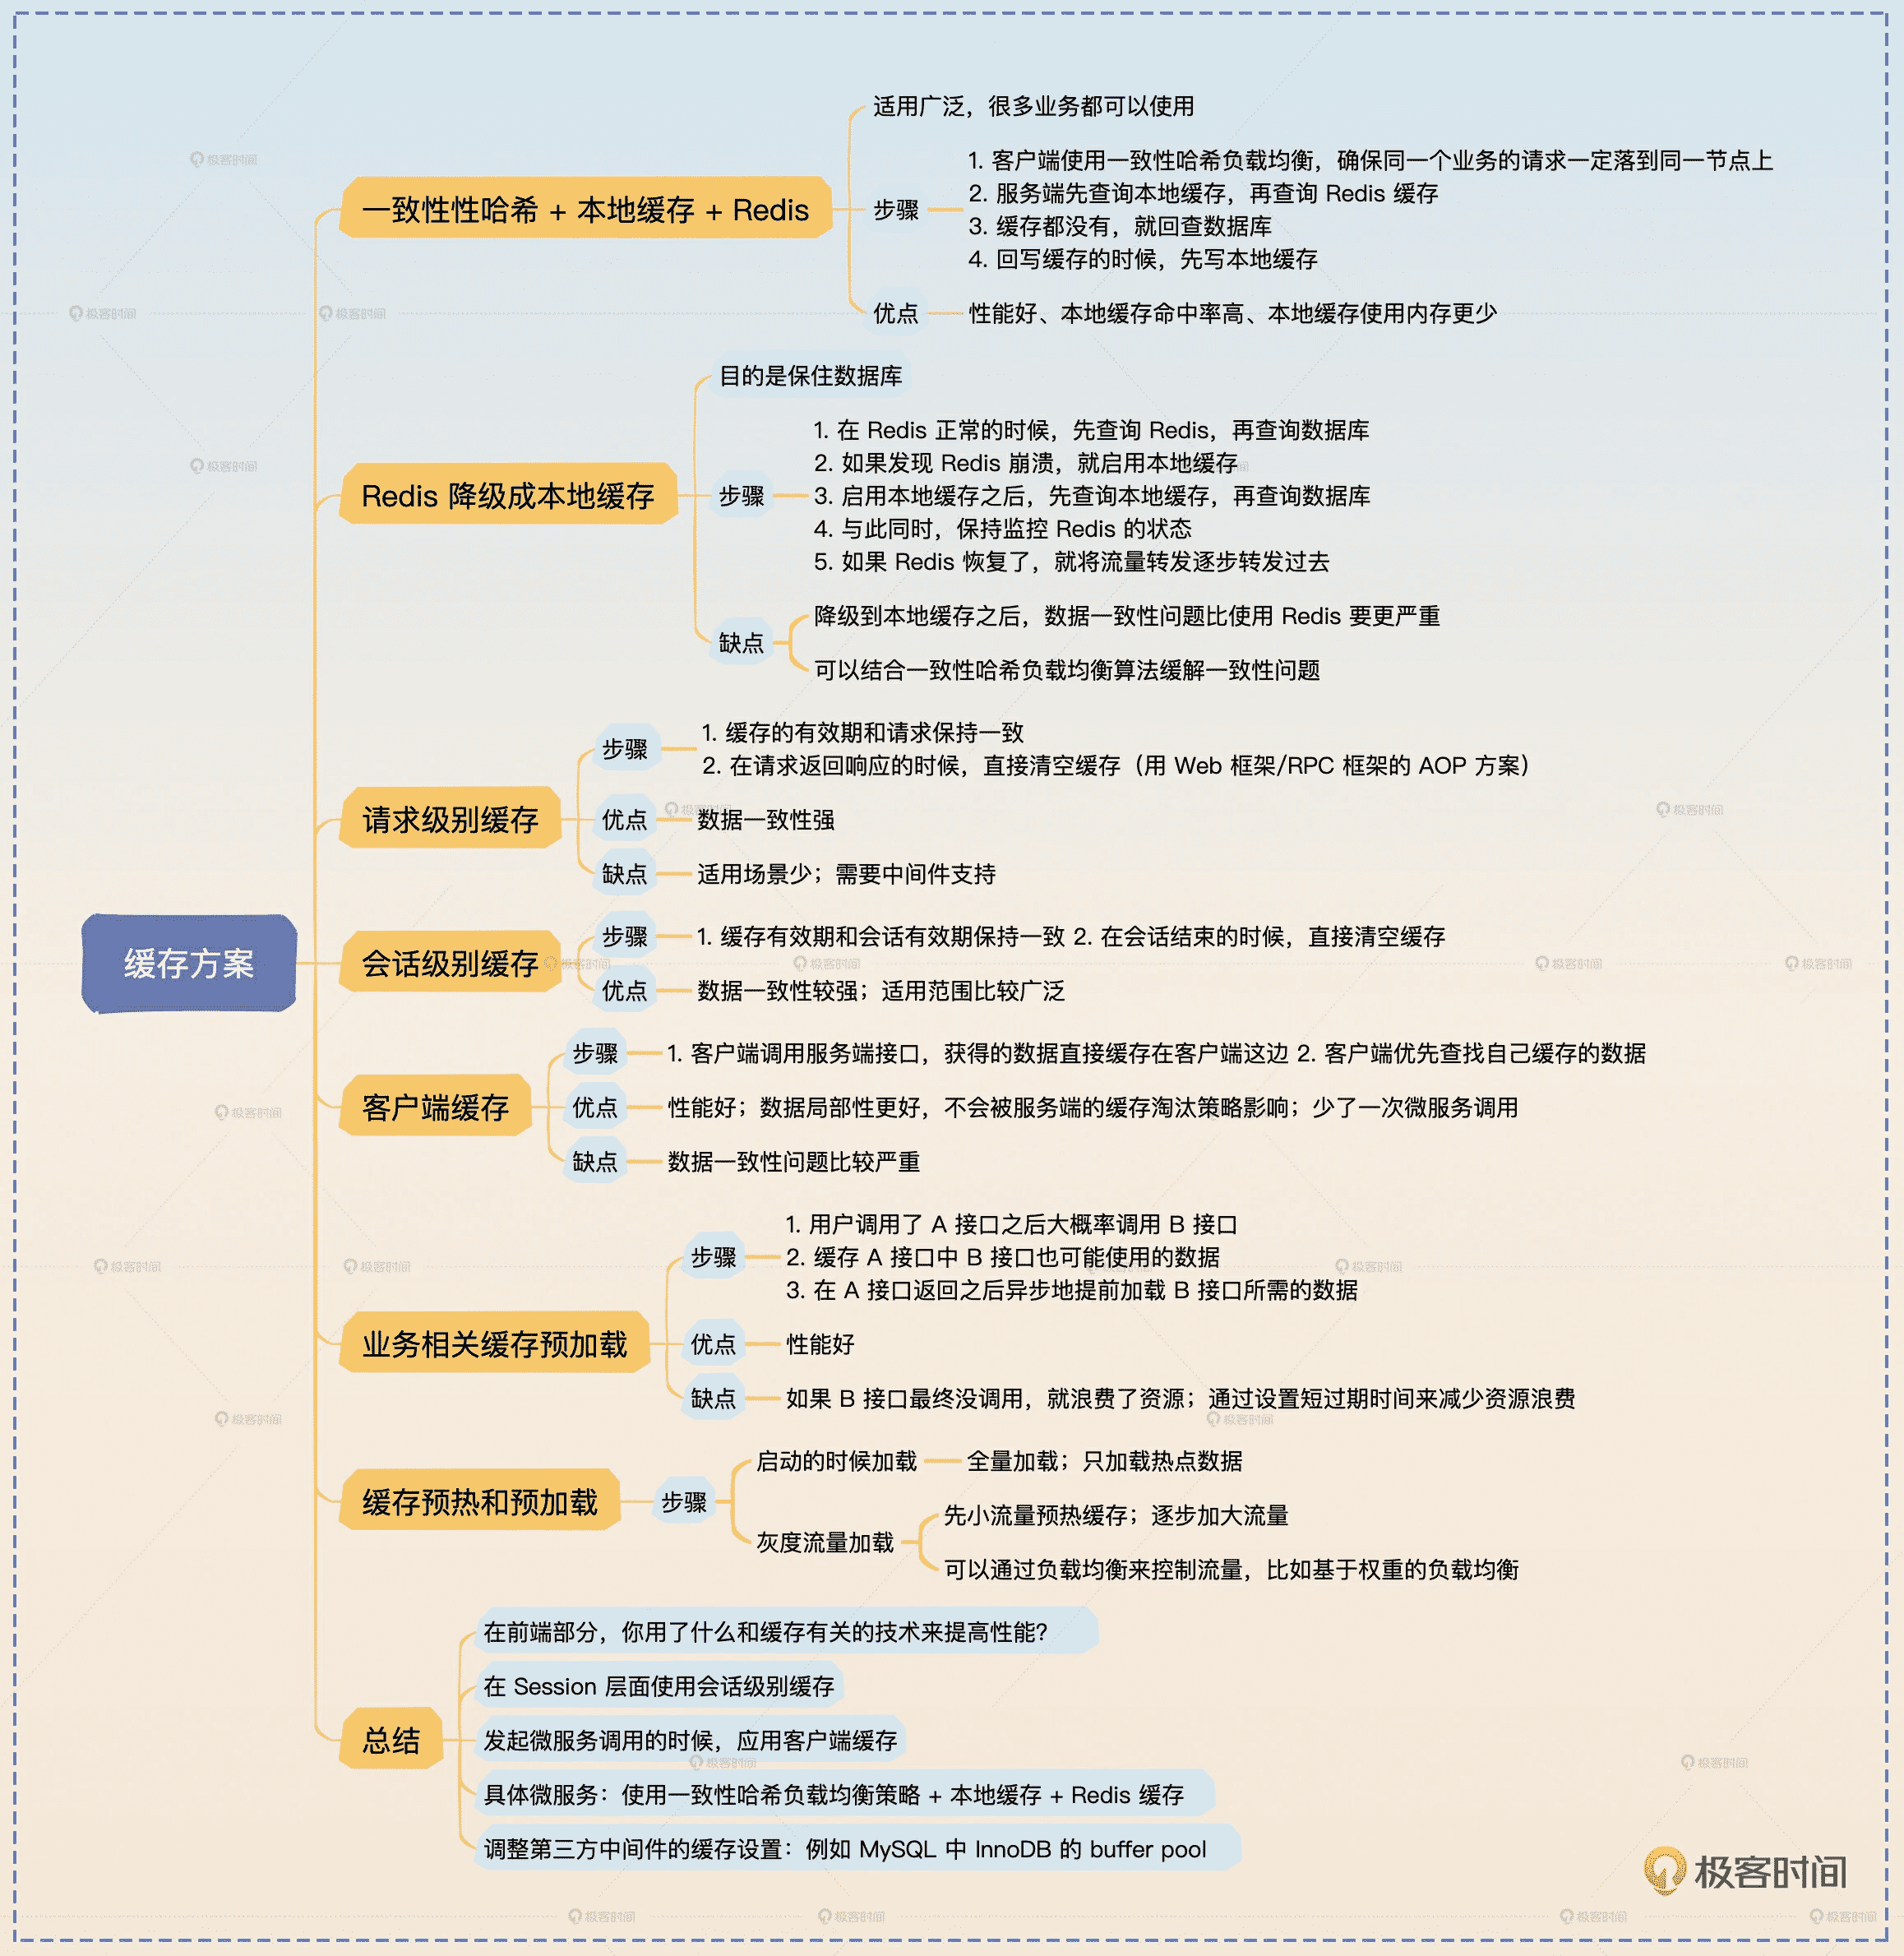 缓存方案
一致性性哈希 + 本地缓存 + Redis
适用广泛，很多业务都可以使用
步骤
1. 客户端使用一致性哈希负载均衡，确保同一个业务的请求一定落到同一节点上
2. 服务端先查询本地缓存，再查询 Redis 缓存
3. 缓存都没有，就回查数据库
4. 回写缓存的时候，先写本地缓存
优点
性能好、本地缓存命中率高、本地缓存使用内存更少
Redis 降级成本地缓存
目的是保住数据库
步骤
1. 在 Redis 正常的时候，先查询 Redis，再查询数据库
2. 如果发现 Redis 崩溃，就启用本地缓存
3. 启用本地缓存之后，先查询本地缓存，再查询数据库
4. 与此同时，保持监控 Redis 的状态
5. 如果 Redis 恢复了，就将流量转发逐步转发过去
缺点
降级到本地缓存之后，数据一致性问题比使用 Redis 要更严重
可以结合一致性哈希负载均衡算法缓解一致性问题
请求级别缓存
步骤
1. 缓存的有效期和请求保持一致
2. 在请求返回响应的时候，直接清空缓存（用 Web 框架/RPC 框架的 AOP 方案）
优点
数据一致性强
缺点
适用场景少；需要中间件支持
会话级别缓存
步骤
1. 缓存有效期和会话有效期保持一致 2. 在会话结束的时候，直接清空缓存
优点
数据一致性较强；适用范围比较广泛
客户端缓存
步骤
1. 客户端调用服务端接口，获得的数据直接缓存在客户端这边 2. 客户端优先查找自己缓存的数据
优点
性能好；数据局部性更好，不会被服务端的缓存淘汰策略影响；少了一次微服务调用
缺点
数据一致性问题比较严重
业务相关缓存预加载
步骤
1. 用户调用了 A 接口之后大概率调用 B 接口
2. 缓存 A 接口中 B 接口也可能使用的数据
3. 在 A 接口返回之后异步地提前加载 B 接口所需的数据
优点
性能好
缺点
如果 B 接口最终没调用，就浪费了资源；通过设置短过期时间来减少资源浪费
缓存预热和预加载
步骤
启动的时候加载
全量加载；只加载热点数据
灰度流量加载
先小流量预热缓存；逐步加大流量
可以通过负载均衡来控制流量，比如基于权重的负载均衡
总结
在前端部分，你用了什么和缓存有关的技术来提高性能？
在 Session 层面使用会话级别缓存
发起微服务调用的时候，应用客户端缓存
具体微服务：使用一致性哈希负载均衡策略 + 本地缓存 + Redis 缓存
调整第三方中间件的缓存设置：例如 MySQL 中 InnoDB 的 buffer pool
极客时间